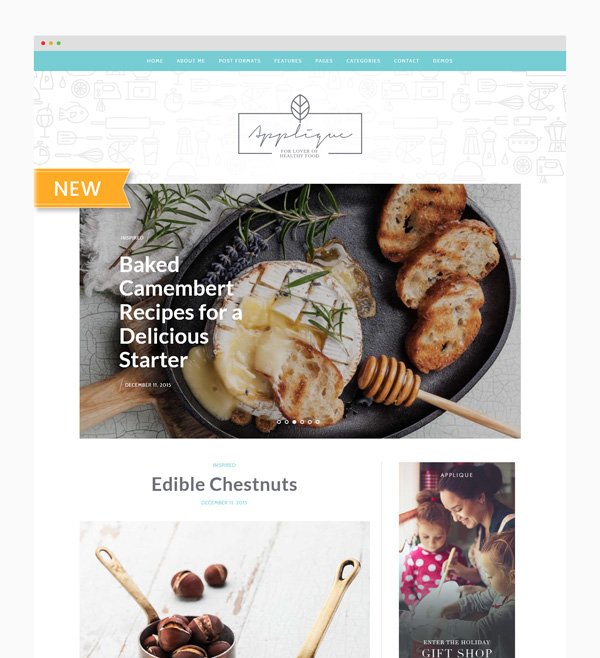 HOME ABOUT ME POST FORMATS FEATURES PAGES CATEGORIES CONTACT DEMOS
Applique
FOR LOVER OF
HEALTHY FOOD
NEW
INSPIRED
Baked
Camembert
Recipes for a
Delicious
Starter
DECEMBER 11, 2015
INSPIRED
Edible Chestnuts
DECEMBER 11, 2015
APPLIQUE
ENTER THE HOLIDAY
GIFT SHOP